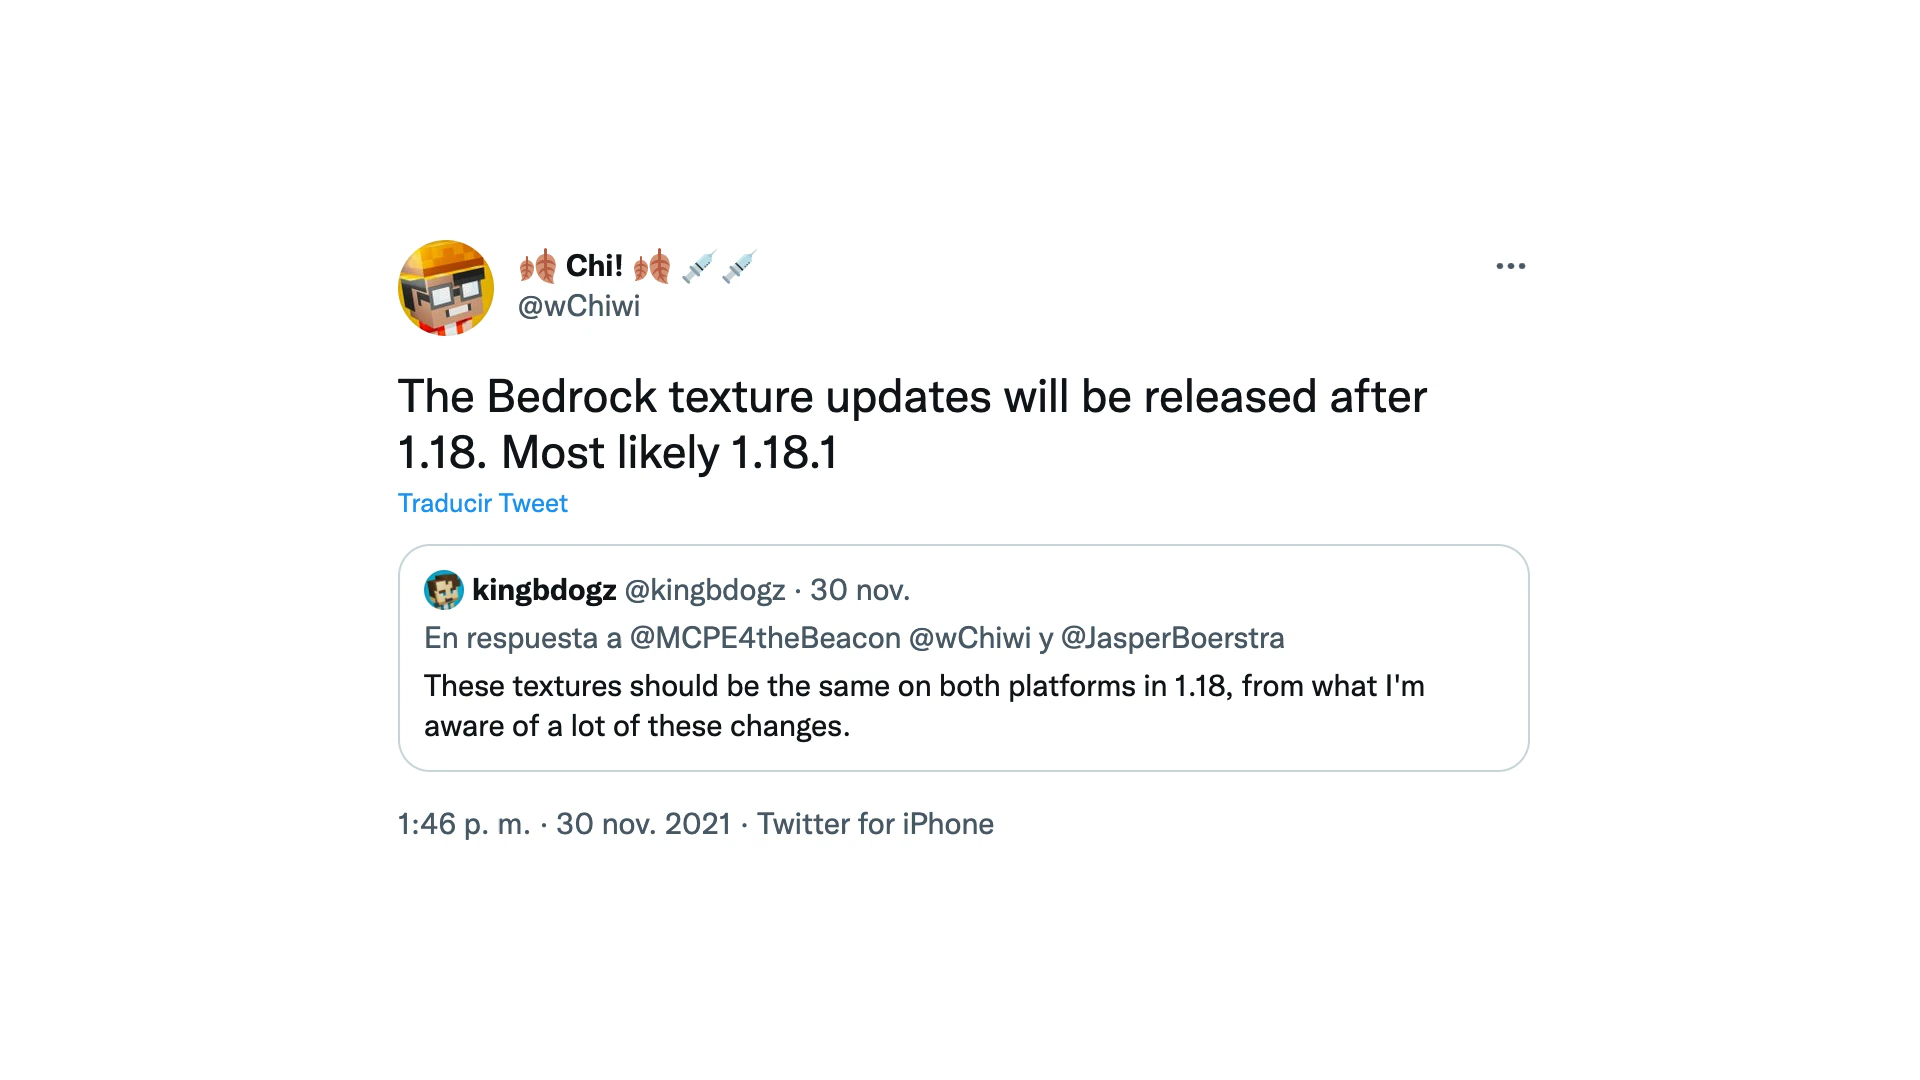 🍂 Chi! 🍂 💉💉
@wChiwi
The Bedrock texture updates will be released after
1.18. Most likely 1.18.1
Traducir Tweet
kingbdogz @kingbdogz · 30 nov.
En respuesta a @MCPE4theBeacon @wChiwi y @JasperBoerstra
These textures should be the same on both platforms in 1.18, from what I'm
aware of a lot of these changes.
1:46 p. m. · 30 nov. 2021 · Twitter for iPhone